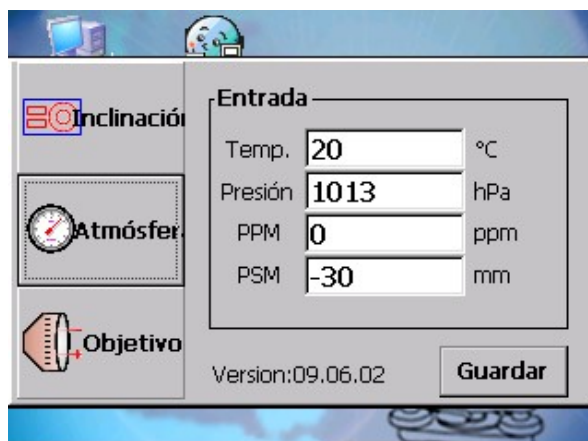 Inclinació
Atmósfer
Objetivo
Entrada
Temp. 20 °C
Presión 1013 hPa
PPM 0 ppm
PSM -30 mm
Version:09.06.02
Guardar